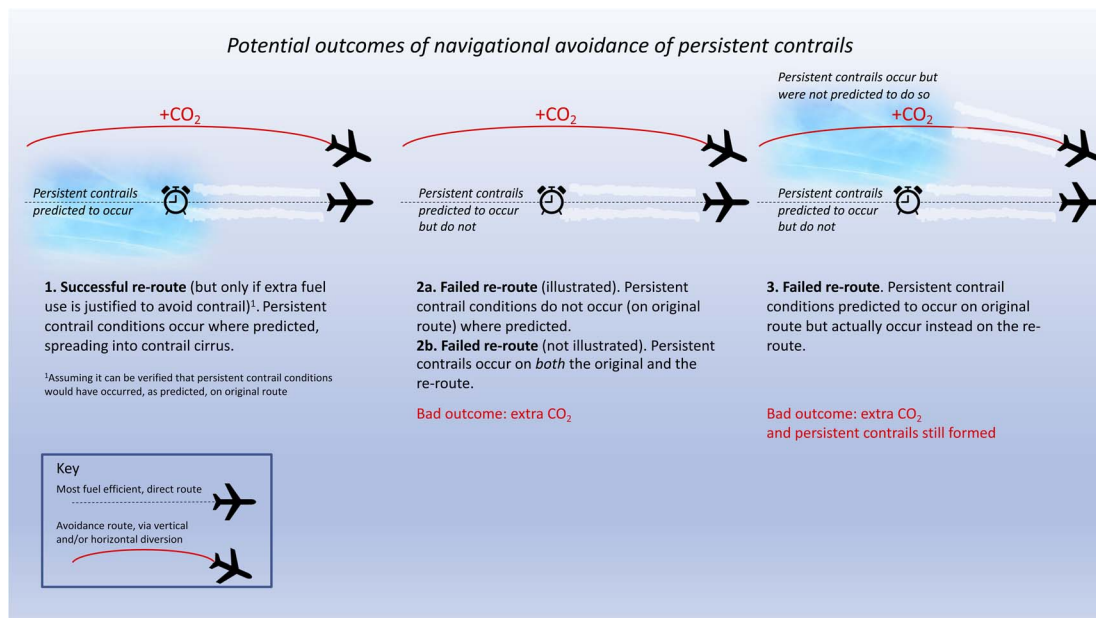 Potential outcomes of navigational avoidance of persistent contrails
+CO₂
Persistent contrails
predicted to occur
1. Successful re-route (but only if extra fuel
use is justified to avoid contrail)¹. Persistent
contrail conditions occur where predicted,
spreading into contrail cirrus.
¹Assuming it can be verified that persistent contrail conditions
would have occurred, as predicted, on original route
+CO₂
Persistent contrails
predicted to occur
but do not
2a. Failed re-route (illustrated). Persistent
contrail conditions do not occur (on original
route) where predicted.
2b. Failed re-route (not illustrated). Persistent
contrails occur on both the original and the
re-route.
Bad outcome: extra CO₂
Persistent contrails occur but
were not predicted to do so
+CO₂
Persistent contrails
predicted to occur
but do not
3. Failed re-route. Persistent contrail
conditions predicted to occur on original
route but actually occur instead on the re-
route.
Bad outcome: extra CO₂
and persistent contrails still formed
Key
Most fuel efficient, direct route
Avoidance route, via vertical
and/or horizontal diversion